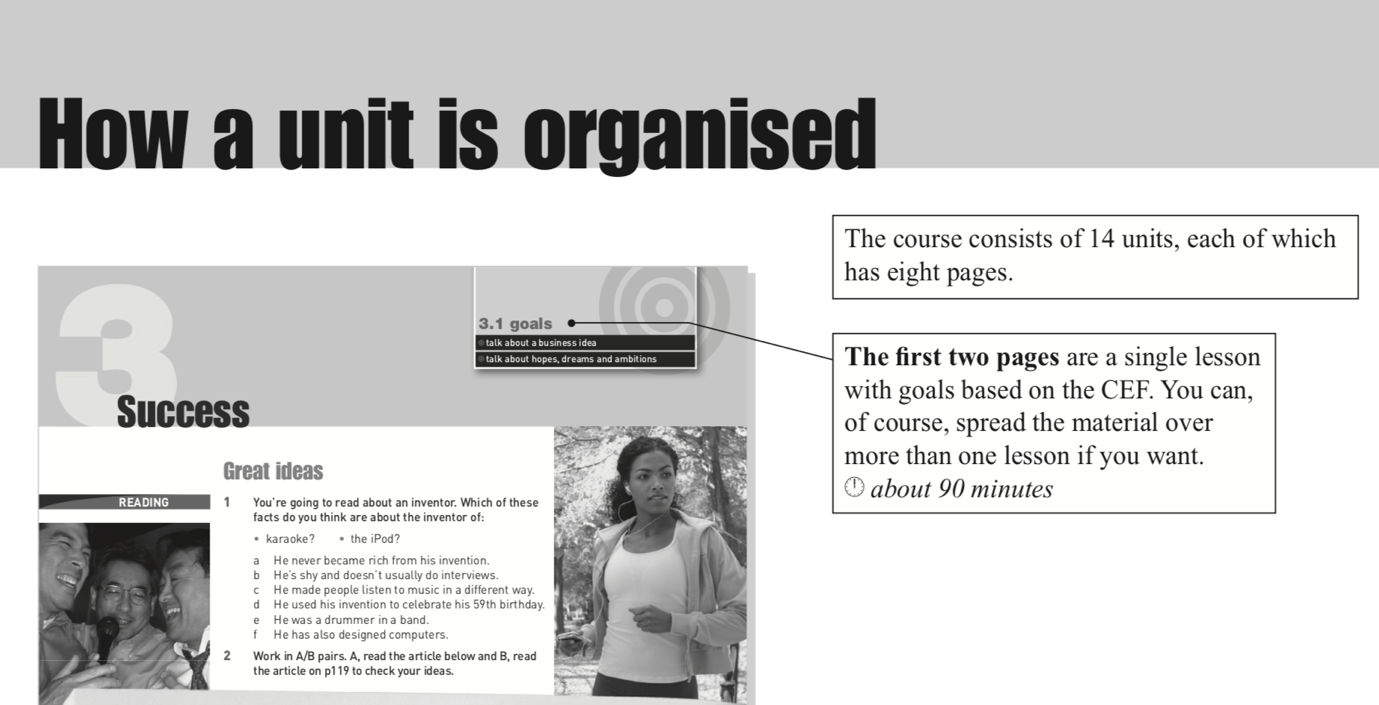 How a unit is organised
The course consists of 14 units, each of which
has eight pages.
3
Success
3.1 goals
talk about a business idea
talk about hopes, dreams and ambitions
The first two pages are a single lesson
with goals based on the CEF. You can,
of course, spread the material over
more than one lesson if you want.
about 90 minutes
Great ideas
READING
1 You're going to read about an inventor. Which of these
facts do you think are about the inventor of:
• karaoke? • the iPod?
a He never became rich from his invention.
b He's shy and doesn't usually do interviews.
c He made people listen to music in a different way.
d He used his invention to celebrate his 59th birthday.
e He was a drummer in a band.
f He has also designed computers.
2 Work in A/B pairs. A, read the article below and B, read
the article on p119 to check your ideas.